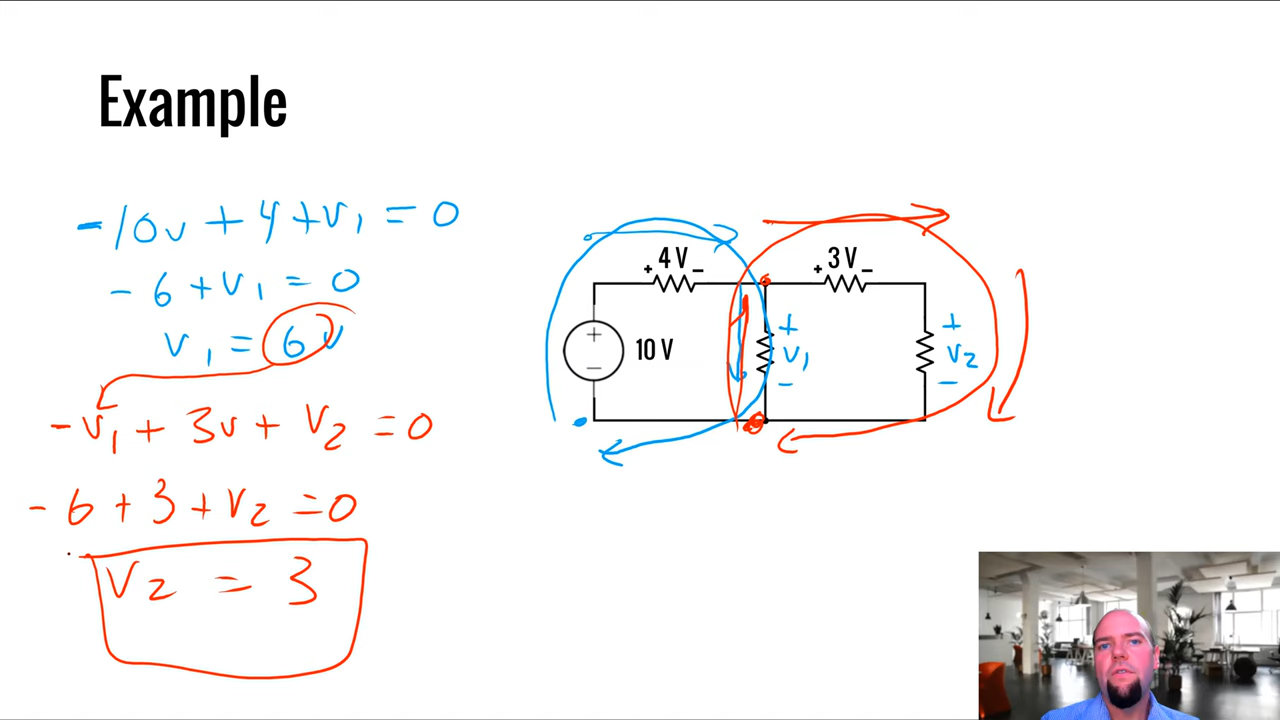 Example
-10v + 4 + v1 = 0
-6 + v1 = 0
v1 = 6v
-v1 + 3v + v2 = 0
-6 + 3 + v2 = 0
v2 = 3
+ 4 V −
+ 3 V −
+
−
10 V
+
v1
-
+
v2
-